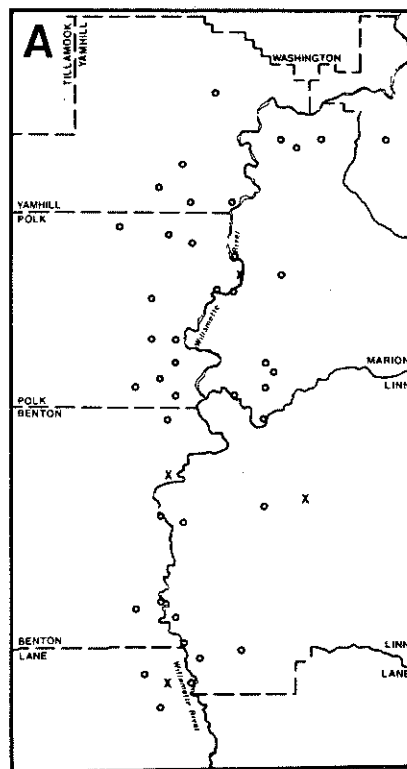 A
TILLAMOOK
YAMHILL
WASHINGTON
YAMHILL
POLK
River
Willamette
MARION
LINN
POLK
BENTON
BENTON
LANE
LINN
LANE
Willamette River